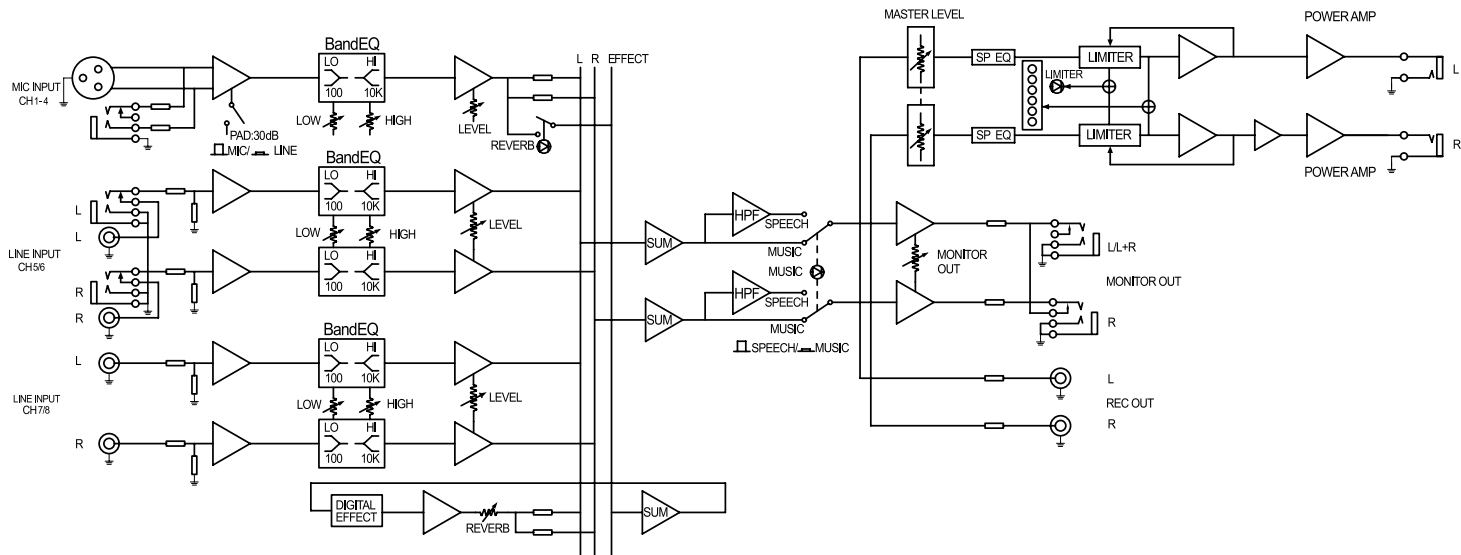 MIC INPUT
CH1-4
PAD:30dB
MIC/ LINE
BandEQ
LO HI
100 10K
LOW HIGH
LEVEL
REVERB
L R EFFECT
LINE INPUT
CH5/6
L
L
R
R
BandEQ
LO HI
100 10K
LOW HIGH
LO HI
100 10K
LEVEL
LINE INPUT
CH7/8
L
R
BandEQ
LO HI
100 10K
LOW HIGH
LO HI
100 10K
LEVEL
DIGITAL
EFFECT
REVERB
SUM
SUM
HPF
SPEECH
MUSIC
MUSIC
SUM
HPF
SPEECH
MUSIC
SPEECH/ MUSIC
MASTER LEVEL
SP EQ
LIMITER
LIMITER
SP EQ
LIMITER
POWER AMP
L
R
POWER AMP
MONITOR
OUT
L/L+R
MONITOR OUT
R
L
REC OUT
R